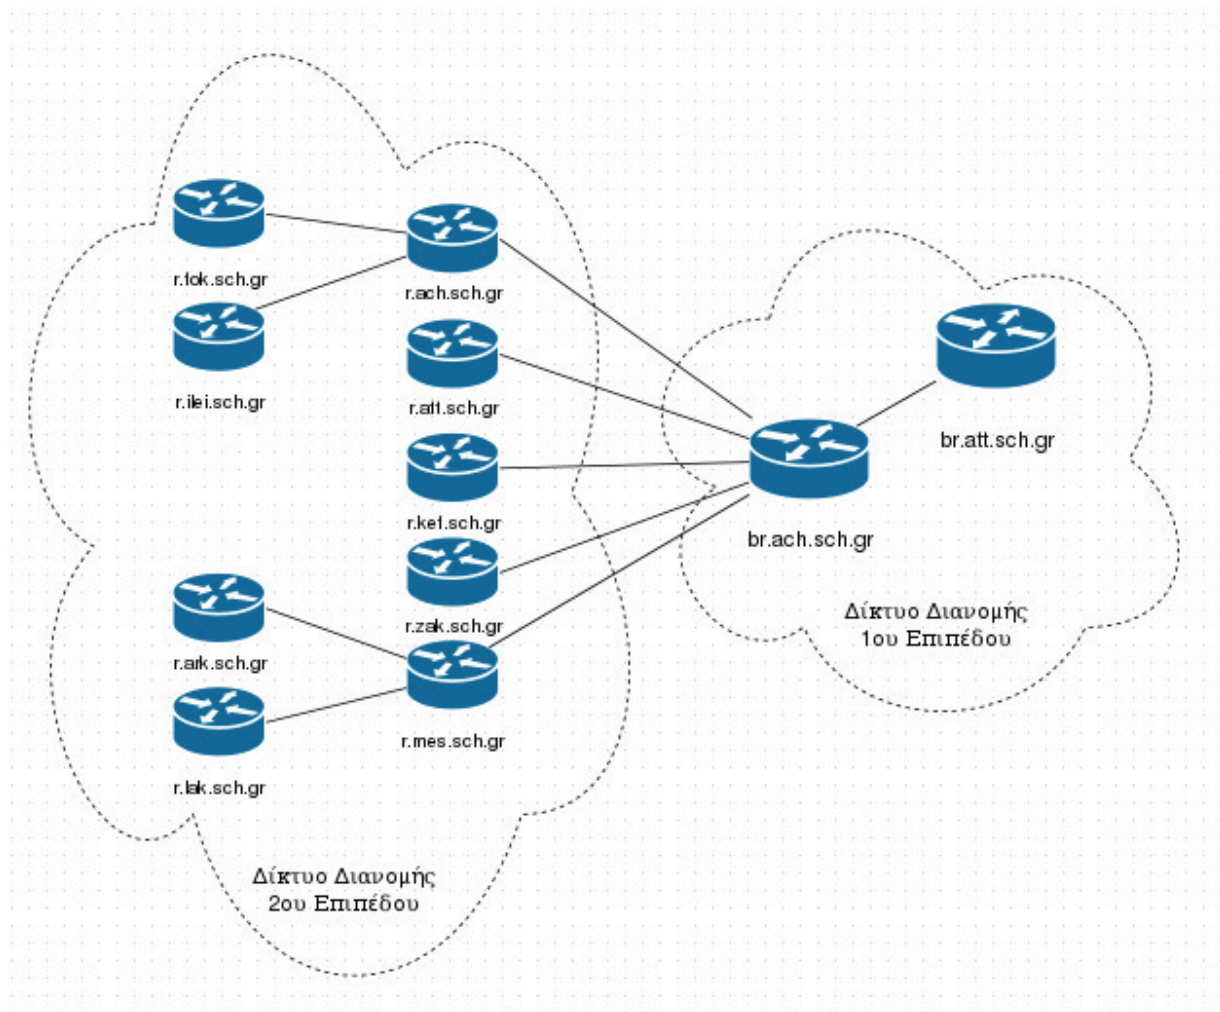 r.fok.sch.gr
r.ach.sch.gr
r.ilei.sch.gr
r.att.sch.gr
br.att.sch.gr
r.kef.sch.gr
br.ach.sch.gr
r.zak.sch.gr
Δίκτυο Διανομής
1ου Επιπέδου
r.ark.sch.gr
r.mes.sch.gr
r.lak.sch.gr
Δίκτυο Διανομής
2ου Επιπέδου